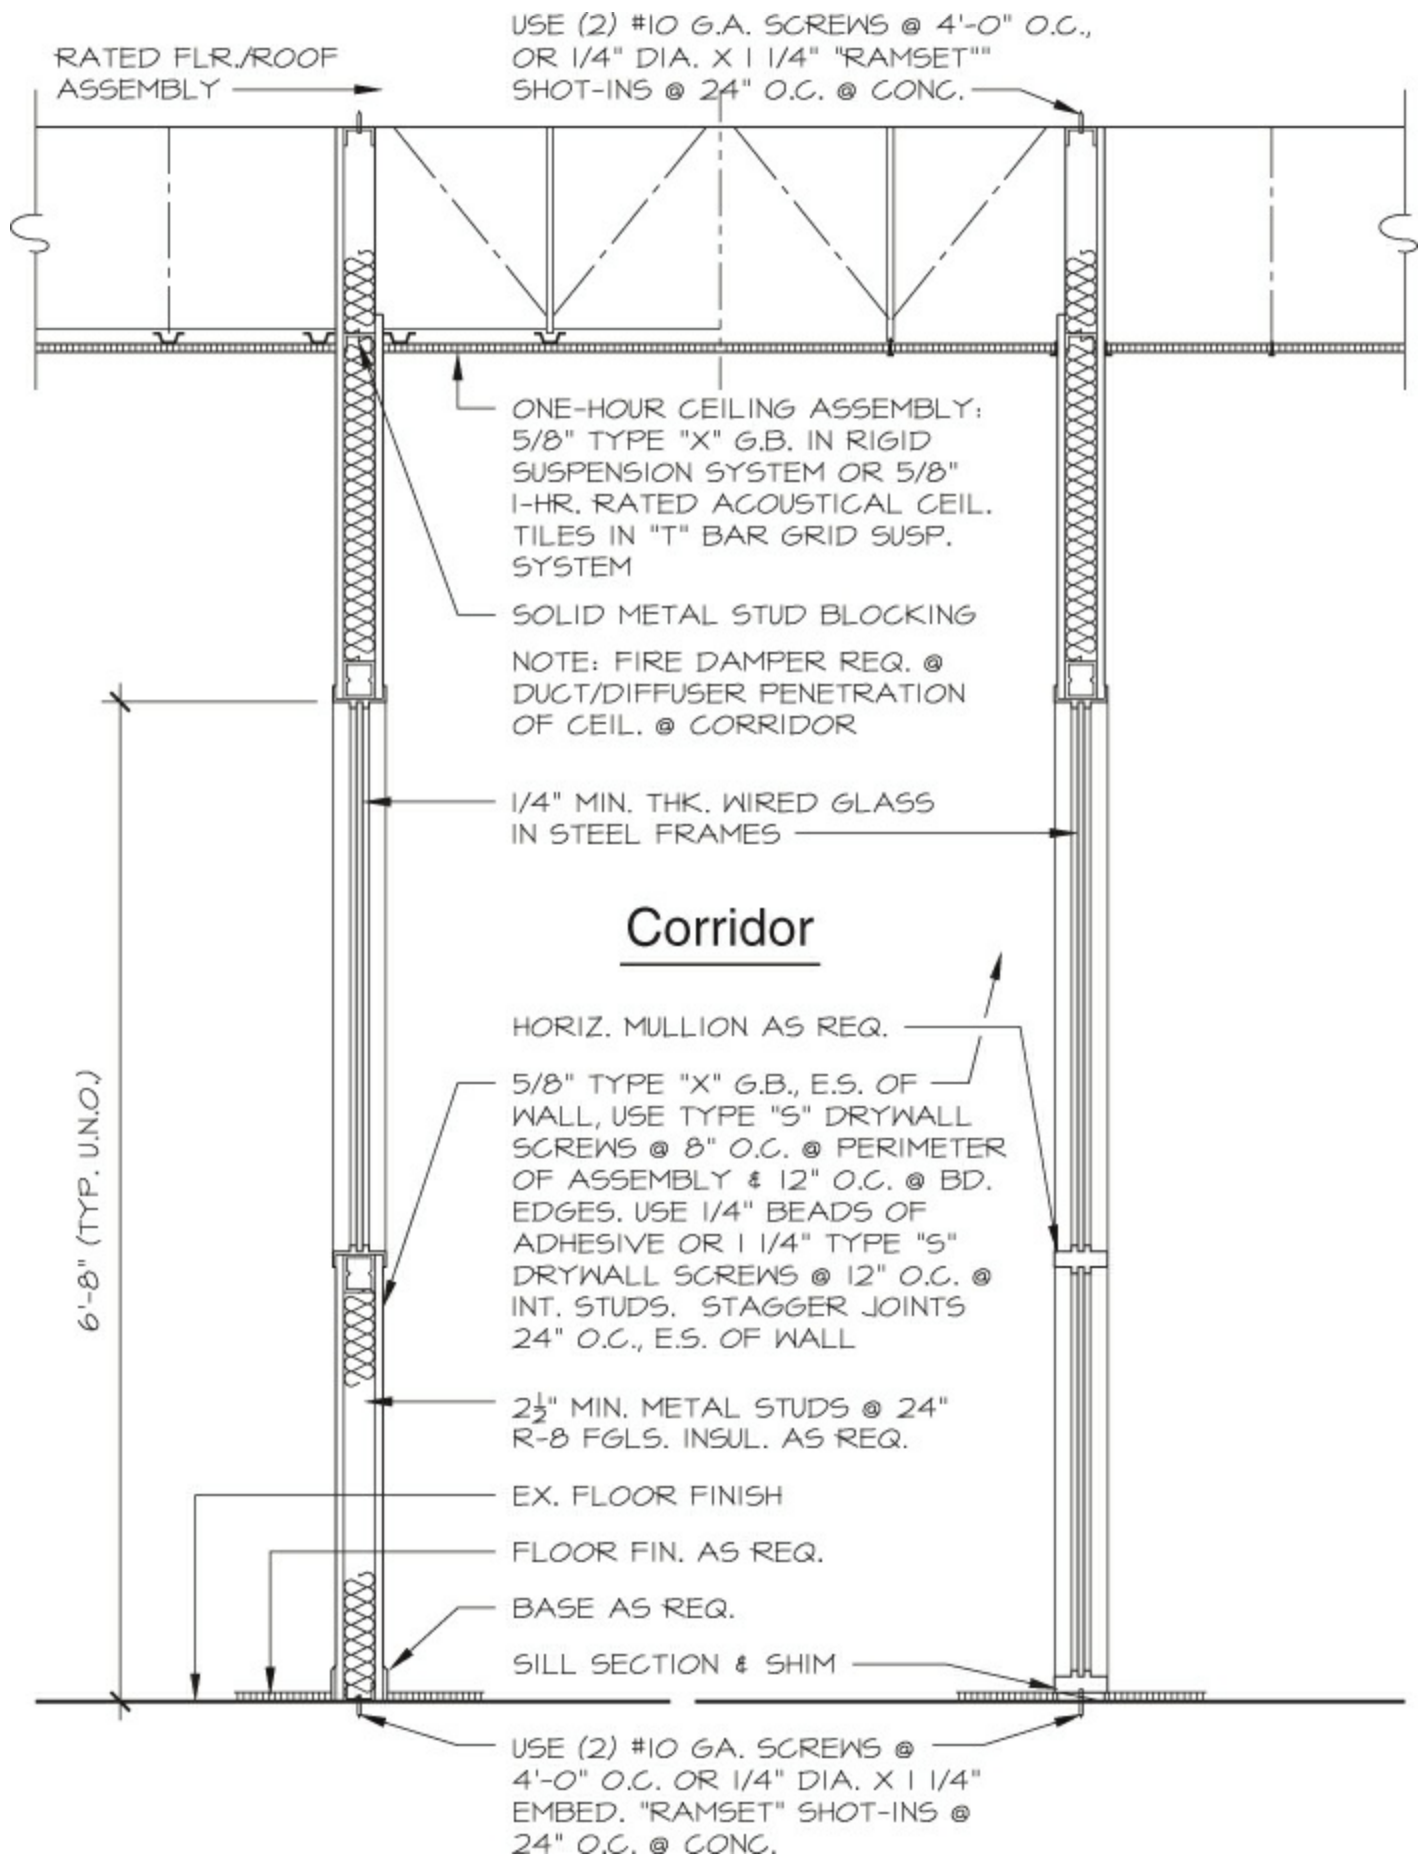 USE (2) #10 G.A. SCREWS @ 4'-0" O.C.,
OR 1/4" DIA. X 1 1/4" "RAMSET""
SHOT-INS @ 24" O.C. @ CONC.
RATED FLR./ROOF
ASSEMBLY
ONE-HOUR CEILING ASSEMBLY:
5/8" TYPE "X" G.B. IN RIGID
SUSPENSION SYSTEM OR 5/8"
1-HR. RATED ACOUSTICAL CEIL.
TILES IN "T" BAR GRID SUSP.
SYSTEM
SOLID METAL STUD BLOCKING
NOTE: FIRE DAMPER REQ. @
DUCT/DIFFUSER PENETRATION
OF CEIL. @ CORRIDOR
1/4" MIN. THK. WIRED GLASS
IN STEEL FRAMES
Corridor
HORIZ. MULLION AS REQ.
5/8" TYPE "X" G.B., E.S. OF
WALL, USE TYPE "S" DRYWALL
SCREWS @ 8" O.C. @ PERIMETER
OF ASSEMBLY & 12" O.C. @ BD.
EDGES. USE 1/4" BEADS OF
ADHESIVE OR 1 1/4" TYPE "S"
DRYWALL SCREWS @ 12" O.C. @
INT. STUDS. STAGGER JOINTS
24" O.C., E.S. OF WALL
6'-8" (TYP. U.N.O.)
2½" MIN. METAL STUDS @ 24"
R-8 FGLS. INSUL. AS REQ.
EX. FLOOR FINISH
FLOOR FIN. AS REQ.
BASE AS REQ.
SILL SECTION & SHIM
USE (2) #10 GA. SCREWS @
4'-0" O.C. OR 1/4" DIA. X 1 1/4"
EMBED. "RAMSET" SHOT-INS @
24" O.C. @ CONC.